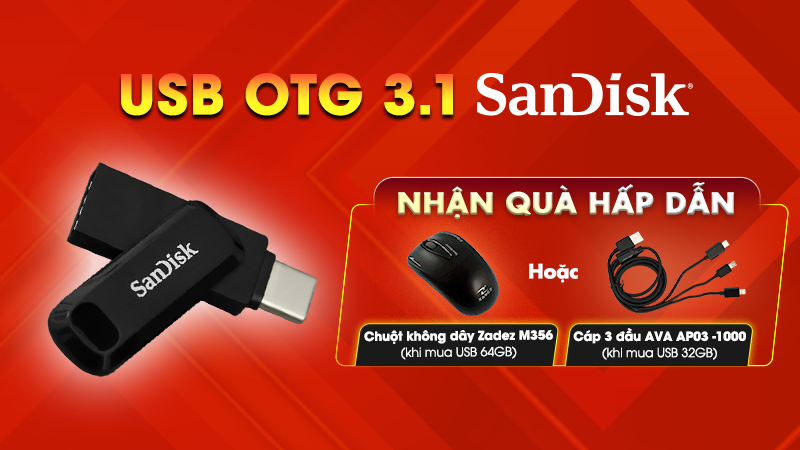 USB OTG 3.1 SanDisk®
SanDisk
NHẬN QUÀ HẤP DẪN
Hoặc
Chuột không dây Zadez M356
(khi mua USB 64GB)
Cáp 3 đầu AVA AP03 -1000
(khi mua USB 32GB)